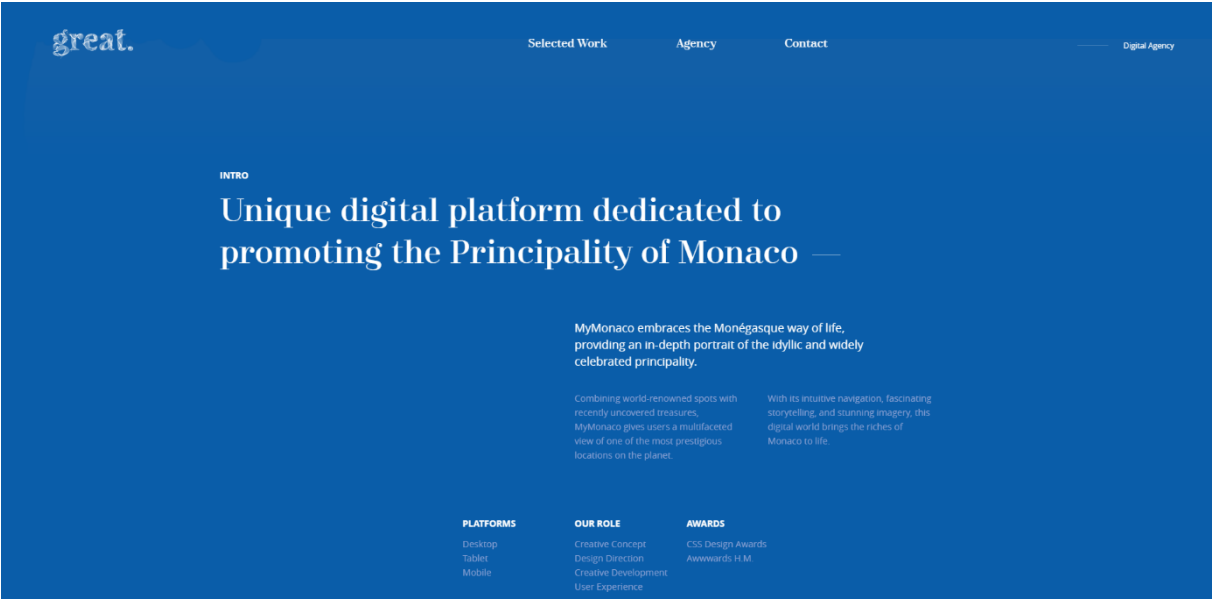 great.
Selected Work
Agency
Contact
Digital Agency
INTRO
Unique digital platform dedicated to
promoting the Principality of Monaco —
MyMonaco embraces the Monégasque way of life,
providing an in-depth portrait of the idyllic and widely
celebrated principality.
Combining world-renowned spots with
recently uncovered treasures,
MyMonaco gives users a multifaceted
view of one of the most prestigious
locations on the planet.
With its intuitive navigation, fascinating
storytelling, and stunning imagery, this
digital world brings the riches of
Monaco to life.
PLATFORMS
Desktop
Tablet
Mobile
OUR ROLE
Creative Concept
Design Direction
Creative Development
User Experience
AWARDS
CSS Design Awards
Awwwards H.M.